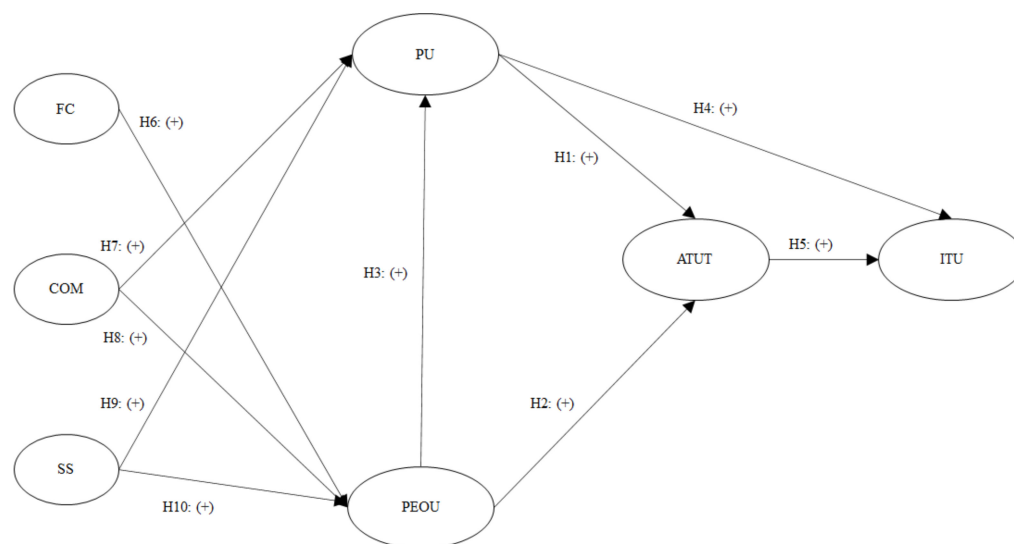 PU
FC
H4: (+)
H6: (+)
H1: (+)
H7: (+)
H5: (+)
ATUT
ITU
H3: (+)
COM
H8: (+)
H9: (+)
H2: (+)
SS
H10: (+)
PEOU